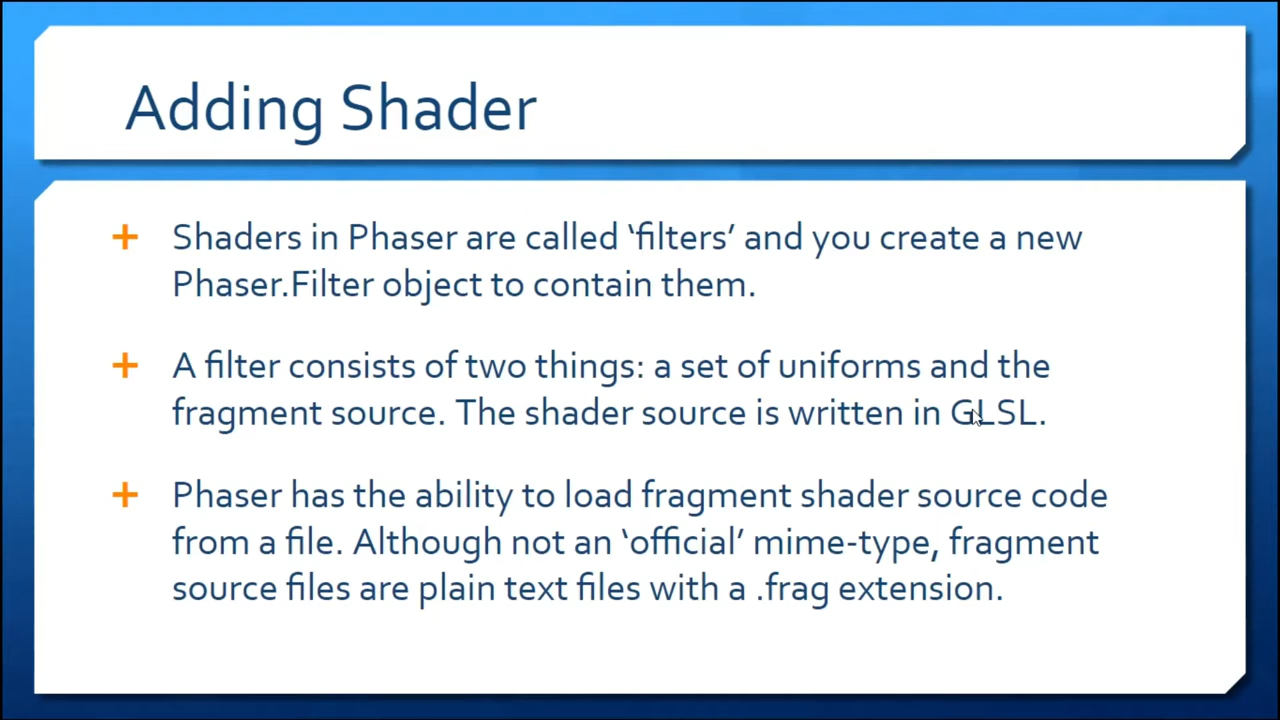 Adding Shader
Shaders in Phaser are called ‘filters’ and you create a new
Phaser.Filter object to contain them.
A filter consists of two things: a set of uniforms and the
fragment source. The shader source is written in GLSL.
Phaser has the ability to load fragment shader source code
from a file. Although not an ‘official’ mime-type, fragment
source files are plain text files with a .frag extension.